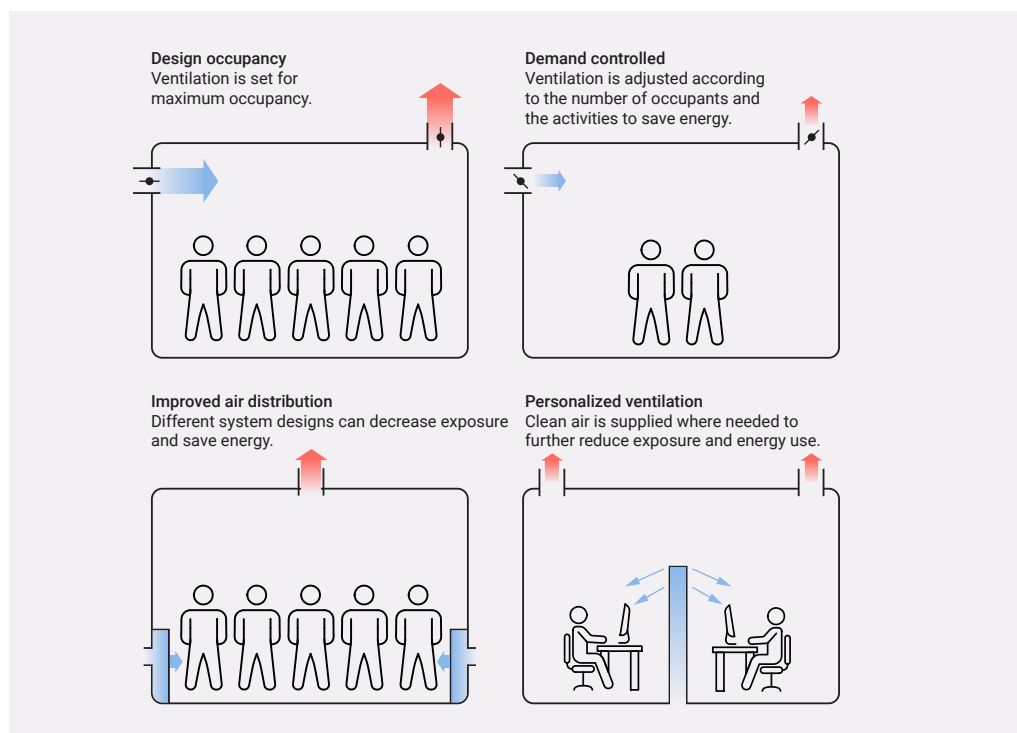 Design occupancy
Ventilation is set for
maximum occupancy.
Demand controlled
Ventilation is adjusted according
to the number of occupants and
the activities to save energy.
Improved air distribution
Different system designs can decrease exposure
and save energy.
Personalized ventilation
Clean air is supplied where needed to
further reduce exposure and energy use.